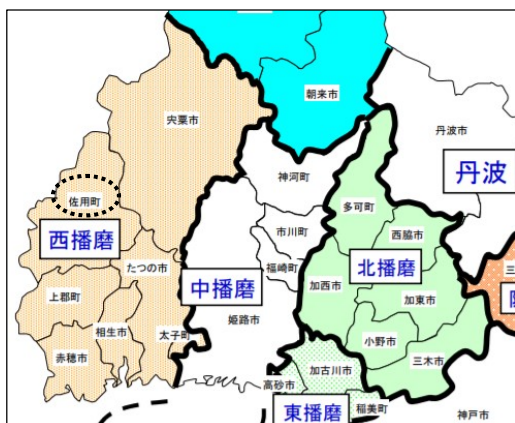 朝来市
宍粟市
丹波市
丹波
神河町
佐用町
多可町
市川町
西脇市
西播磨
たつの市
福崎町
北播磨
中播磨
加西市
上郡町
加東市
相生市
太子町
姫路市
赤穂市
小野市
三木市
高砂市
加古川市
東播磨
稲美町
神戸市